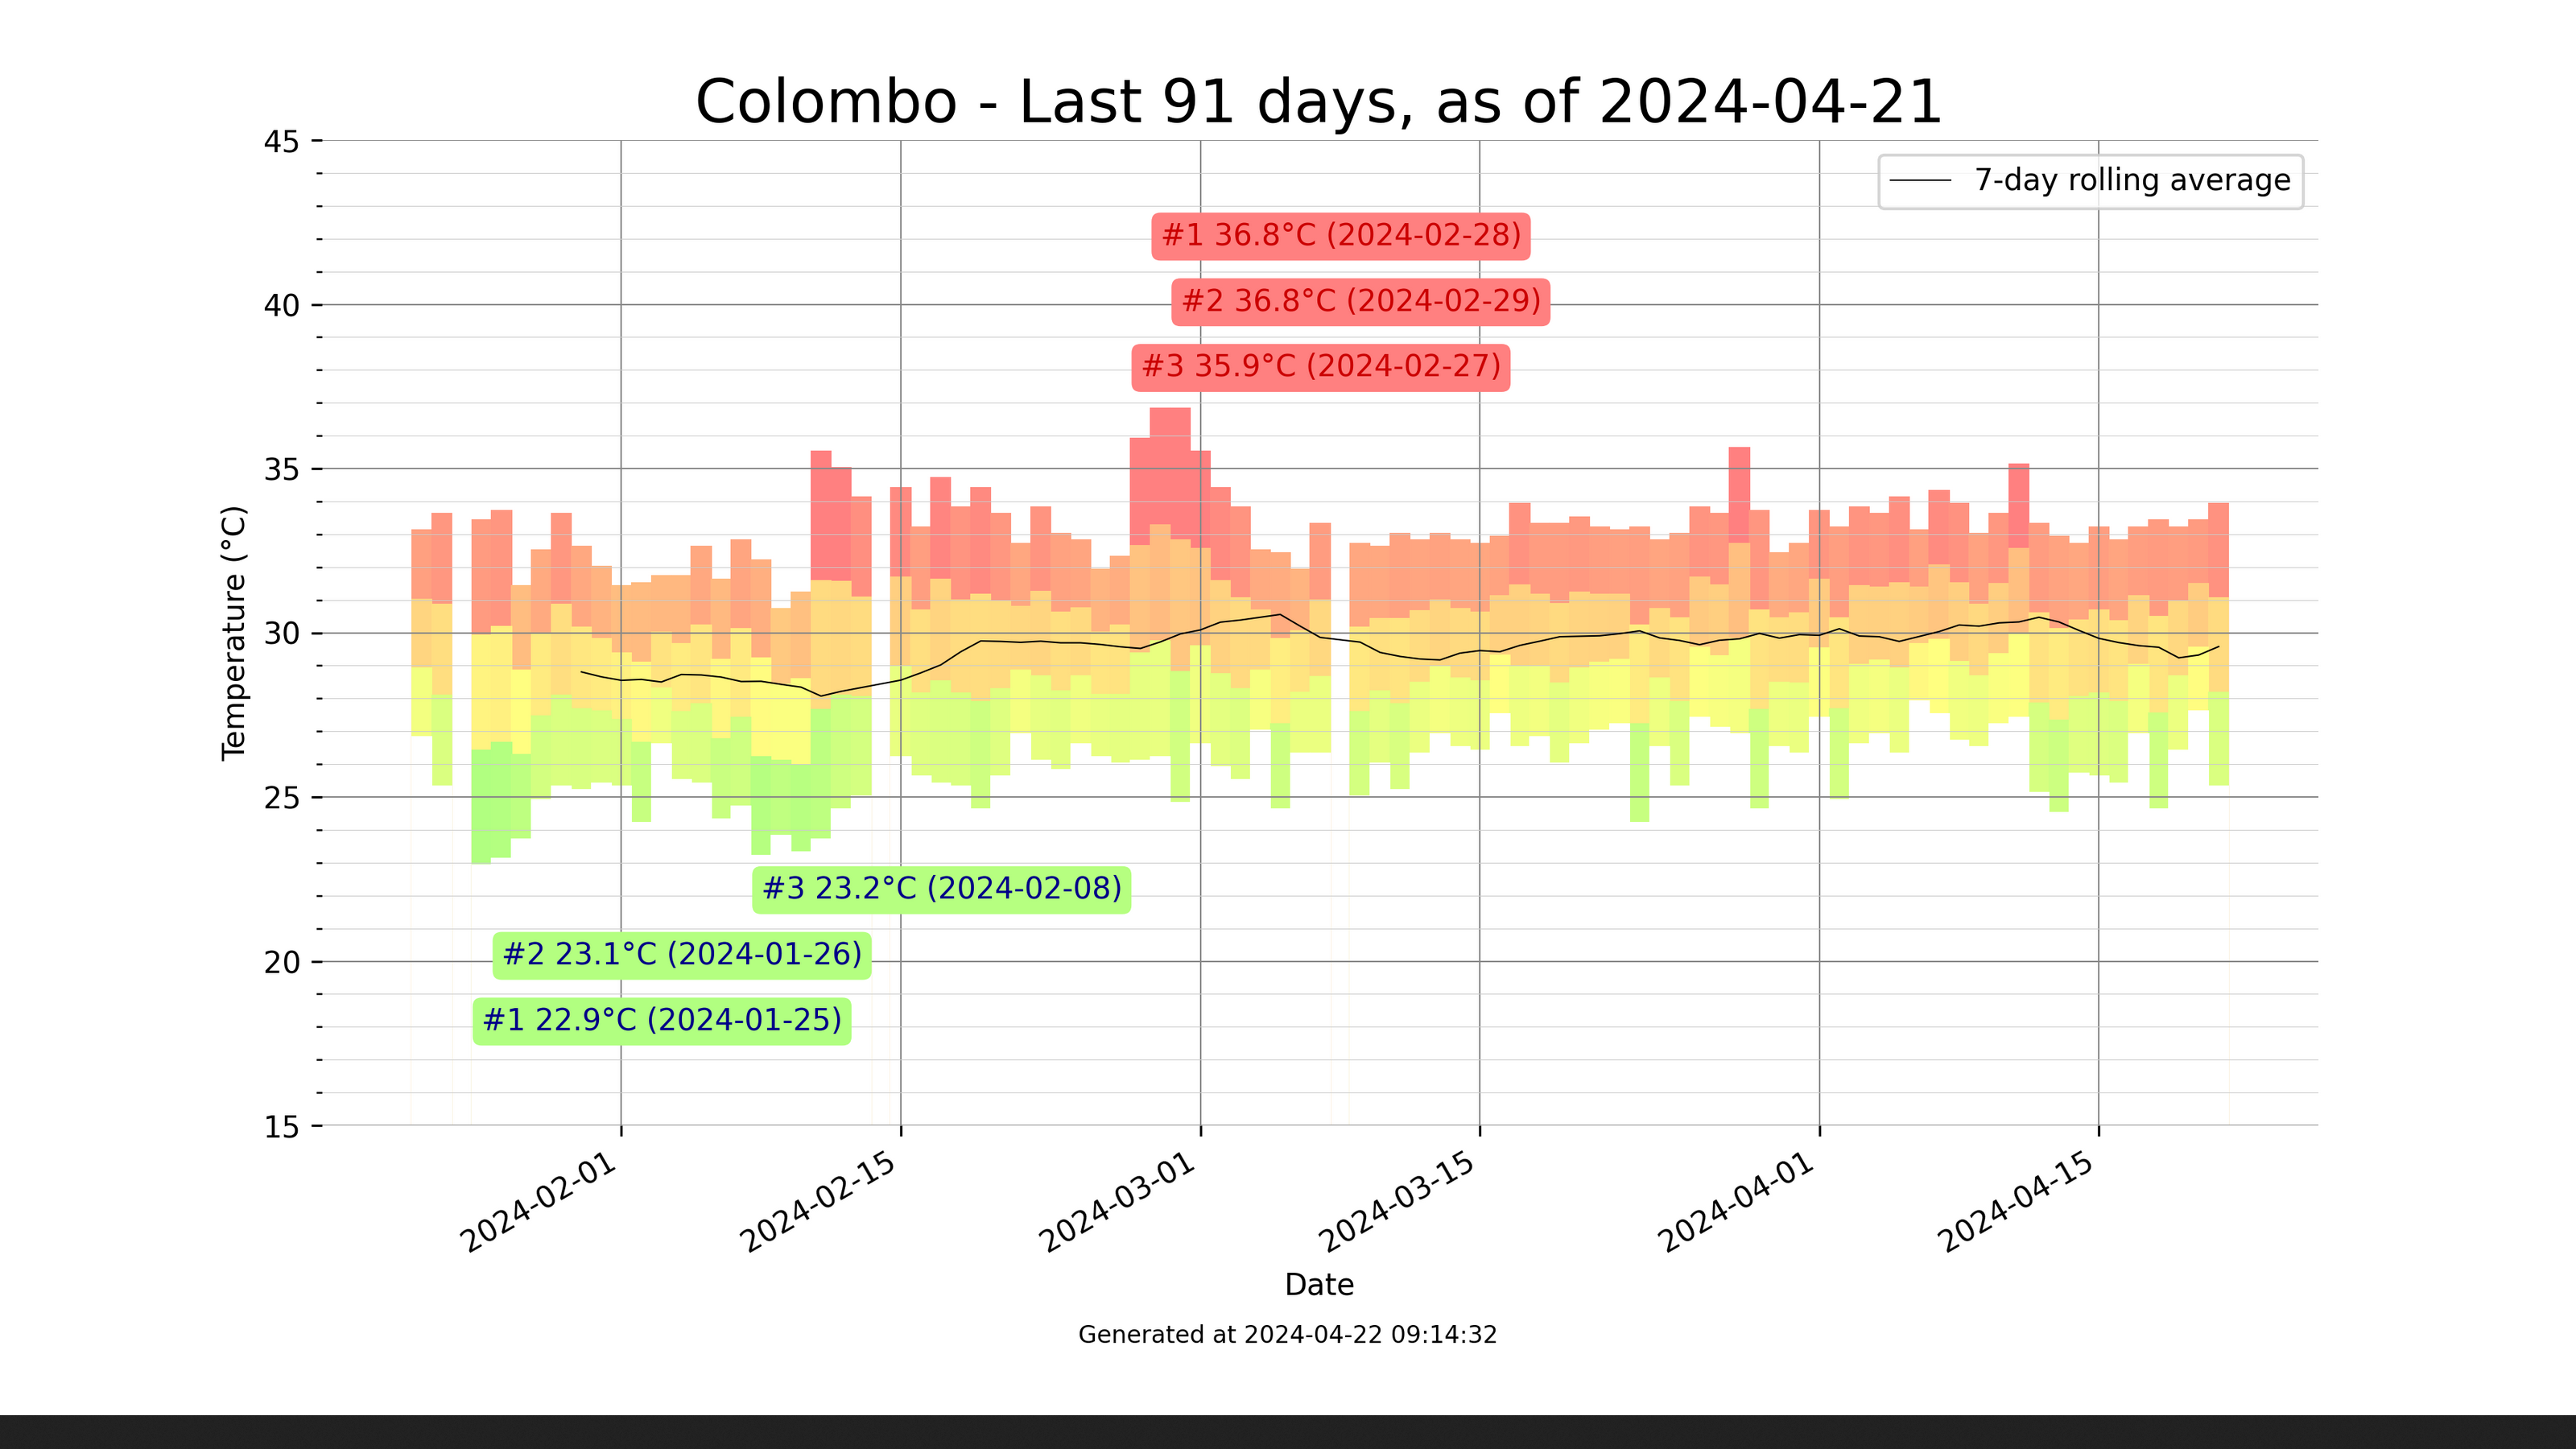 Colombo - Last 91 days, as of 2024-04-21
45
7-day rolling average
#1 36.8°C (2024-02-28)
40
#2 36.8°C (2024-02-29)
#3 35.9°C (2024-02-27)
35
Temperature (°C)
30
25
#3 23.2°C (2024-02-08)
20
#2 23.1°C (2024-01-26)
#1 22.9°C (2024-01-25)
15
2024-02-01
2024-02-15
2024-03-01
2024-03-15
2024-04-01
2024-04-15
Date
Generated at 2024-04-22 09:14:32